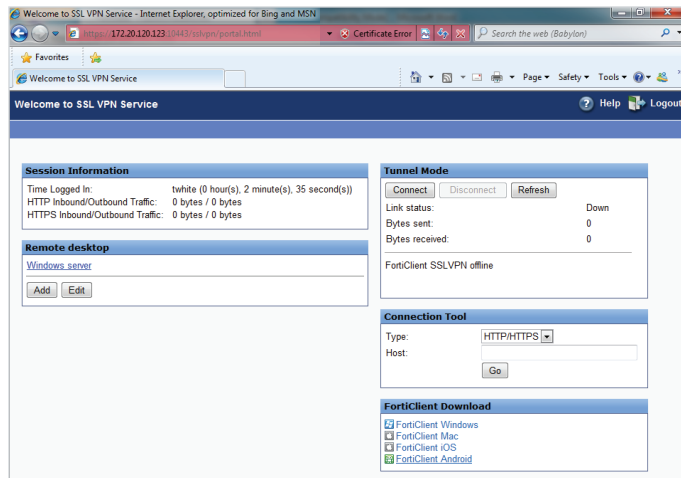 Welcome to SSL VPN Service - Internet Explorer, optimized for Bing and MSN
https://172.20.120.123:10443/sslvpn/portal.html
Certificate Error
Search the web (Babylon)
Favorites
Welcome to SSL VPN Service
Page Safety Tools
Welcome to SSL VPN Service
Help Logout
Session Information
Time Logged In: twhite (0 hour(s), 2 minute(s), 35 second(s))
HTTP Inbound/Outbound Traffic: 0 bytes / 0 bytes
HTTPS Inbound/Outbound Traffic: 0 bytes / 0 bytes
Remote desktop
Windows server
Add Edit
Tunnel Mode
Connect Disconnect Refresh
Link status: Down
Bytes sent: 0
Bytes received: 0
FortiClient SSLVPN offline
Connection Tool
Type: HTTP/HTTPS
Host:
Go
FortiClient Download
FortiClient Windows
FortiClient Mac
FortiClient iOS
FortiClient Android